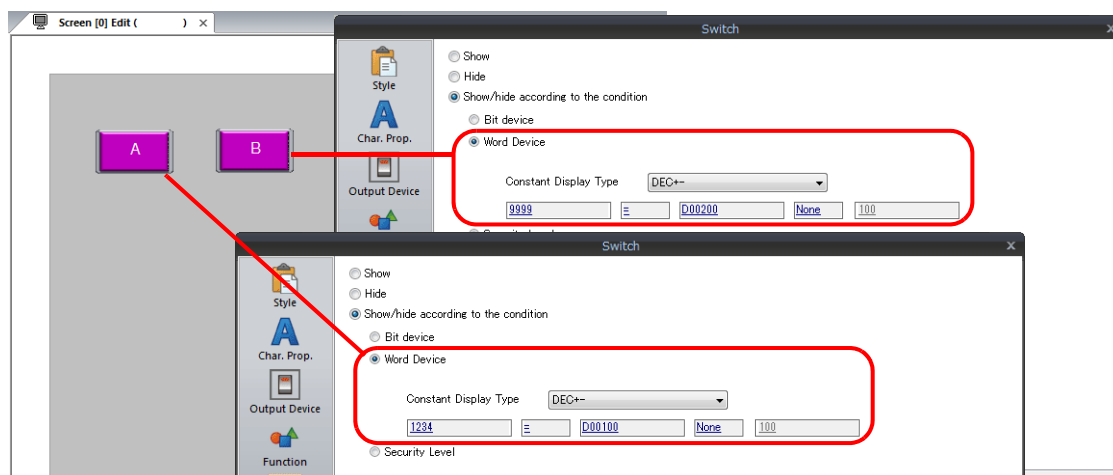 Screen [0] Edit ( ) ×
Switch
x
Style
Char. Prop.
Output Device
Show
Hide
Show/hide according to the condition
Bit device
Word Device
Constant Display Type DEC+-
9999 = D00200 None 100
A
B
Switch
x
Style
Char. Prop.
Output Device
Function
Show
Hide
Show/hide according to the condition
Bit device
Word Device
Constant Display Type DEC+-
1234 = D00100 None 100
Security Level